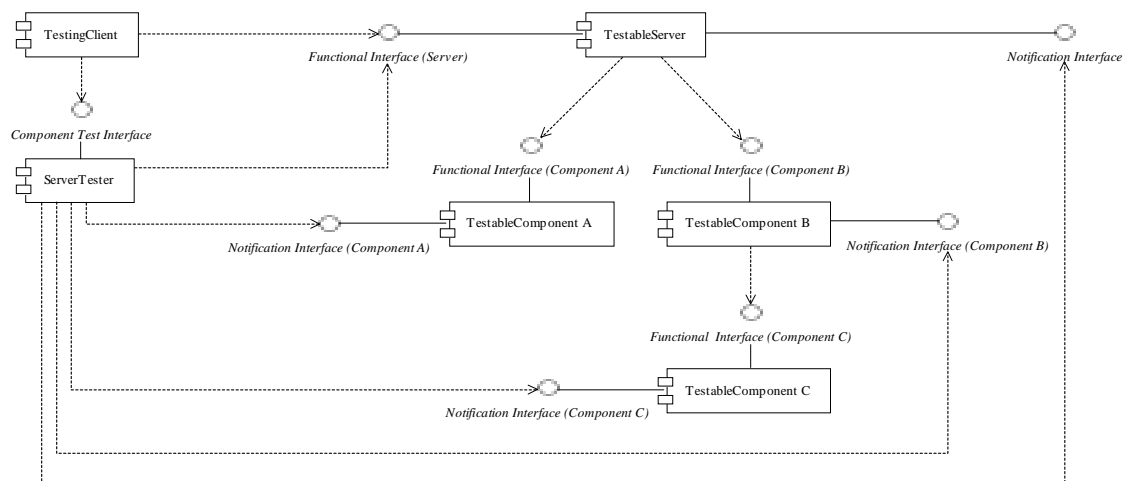 TestingClient
TestableServer
Functional Interface (Server)
Notification Interface
Component Test Interface
Functional Interface (Component A)
Functional Interface (Component B)
ServerTester
TestableComponent A
TestableComponent B
Notification Interface (Component A)
Notification Interface (Component B)
Functional Interface (Component C)
TestableComponent C
Notification Interface (Component C)